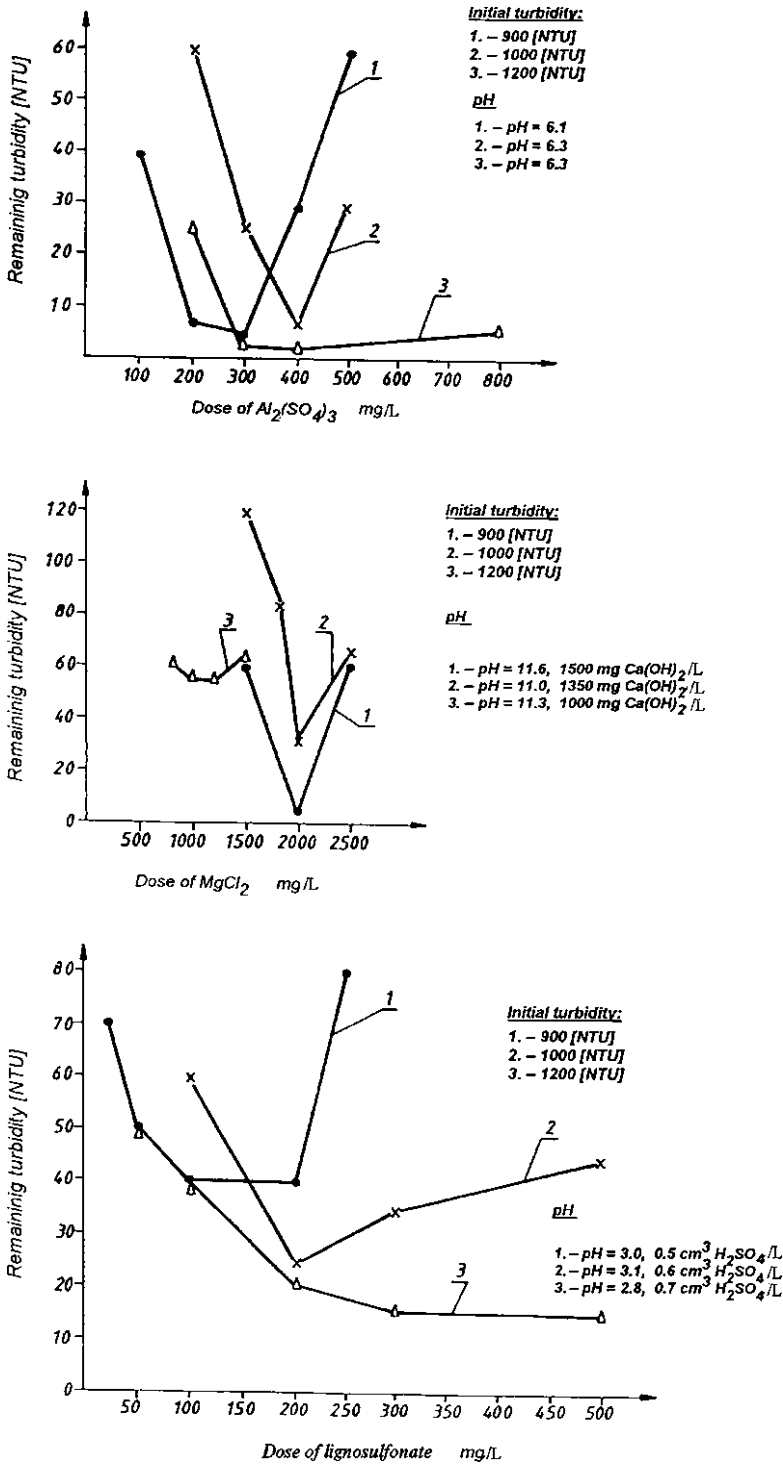 Remaininig turbidity [NTU]
60
50
40
30
20
10
100 200 300 400 500 600 700 800
Dose of Al2(SO4)3 mg/L
1
2
3
Initial turbidity:
1. – 900 [NTU]
2. – 1000 [NTU]
3. – 1200 [NTU]
pH
1. – pH = 6.1
2. – pH = 6.3
3. – pH = 6.3
Remaininig turbidity [NTU]
120
100
80
60
40
20
0
500 1000 1500 2000 2500
Dose of MgCl2 mg/L
3
2
1
Initial turbidity:
1. – 900 [NTU]
2. – 1000 [NTU]
3. – 1200 [NTU]
pH
1. – pH = 11.6, 1500 mg Ca(OH)2/L
2. – pH = 11.0, 1350 mg Ca(OH)2/L
3. – pH = 11.3, 1000 mg Ca(OH)2/L
Remaininig turbidity [NTU]
80
70
60
50
40
30
20
10
0
50 100 150 200 250 300 350 400 450 500
Dose of lignosulfonate mg/L
1
2
3
Initial turbidity:
1. – 900 [NTU]
2. – 1000 [NTU]
3. – 1200 [NTU]
pH
1. – pH = 3.0, 0.5 cm3 H2SO4/L
2. – pH = 3.1, 0.6 cm3 H2SO4/L
3. – pH = 2.8, 0.7 cm3 H2SO4/L